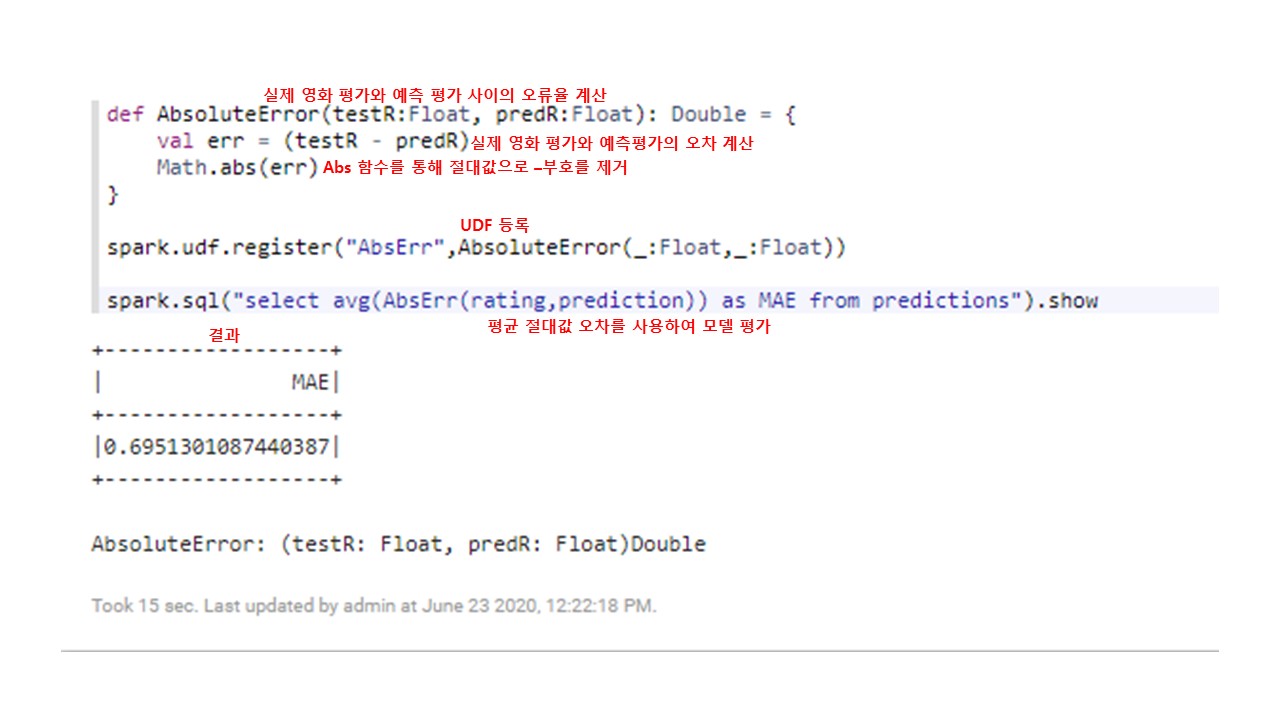 실제 영화 평가와 예측 평가 사이의 오류율 계산
def AbsoluteError(testR:Float, predR:Float): Double = {
val err = (testR - predR)실제 영화 평가와 예측평가의 오차 계산
Math.abs(err) Abs 함수를 통해 절대값으로 –부호를 제거
}
UDF 등록
spark.udf.register("AbsErr",AbsoluteError(_:Float,_:Float))
spark.sql("select avg(AbsErr(rating,prediction)) as MAE from predictions").show
평균 절대값 오차를 사용하여 모델 평가
결과
+------------------+
|               MAE|
+------------------+
|0.6951301087440387|
+------------------+
AbsoluteError: (testR: Float, predR: Float)Double
Took 15 sec. Last updated by admin at June 23 2020, 12:22:18 PM.